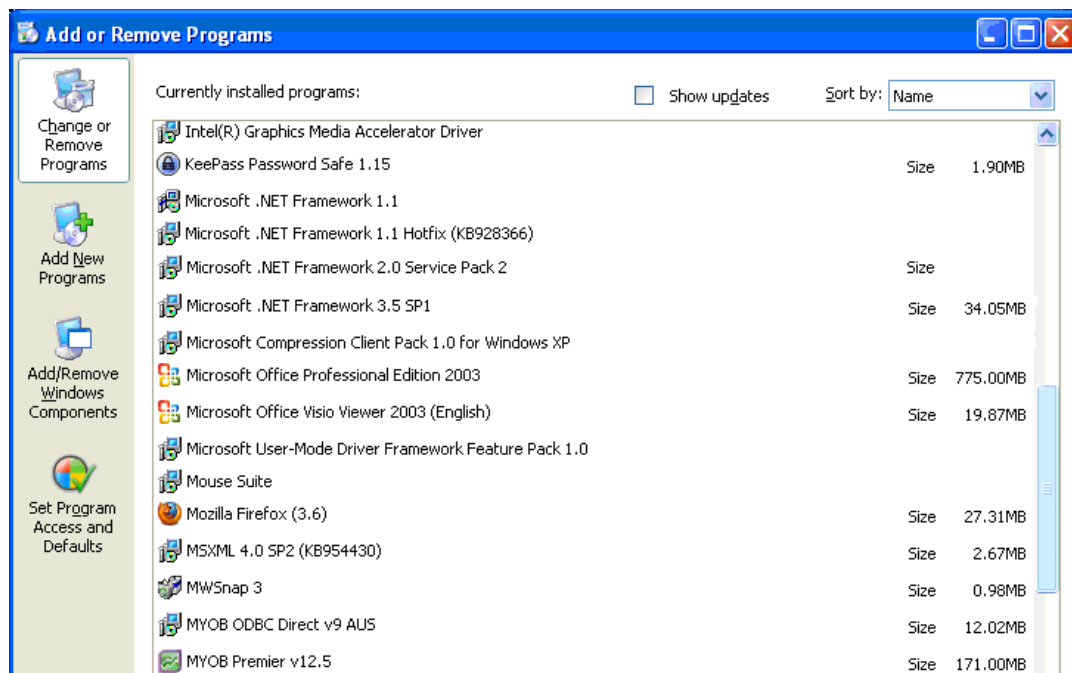 Add or Remove Programs
Change or
Remove
Programs
Add New
Programs
Add/Remove
Windows
Components
Set Program
Access and
Defaults
Currently installed programs: Show updates Sort by: Name
Intel(R) Graphics Media Accelerator Driver
KeePass Password Safe 1.15 Size 1.90MB
Microsoft .NET Framework 1.1
Microsoft .NET Framework 1.1 Hotfix (KB928366)
Microsoft .NET Framework 2.0 Service Pack 2 Size
Microsoft .NET Framework 3.5 SP1 Size 34.05MB
Microsoft Compression Client Pack 1.0 for Windows XP
Microsoft Office Professional Edition 2003 Size 775.00MB
Microsoft Office Visio Viewer 2003 (English) Size 19.87MB
Microsoft User-Mode Driver Framework Feature Pack 1.0
Mouse Suite
Mozilla Firefox (3.6) Size 27.31MB
MSXML 4.0 SP2 (KB954430) Size 2.67MB
MWSnap 3 Size 0.98MB
MYOB ODBC Direct v9 AUS Size 12.02MB
MYOB Premier v12.5 Size 171.00MB